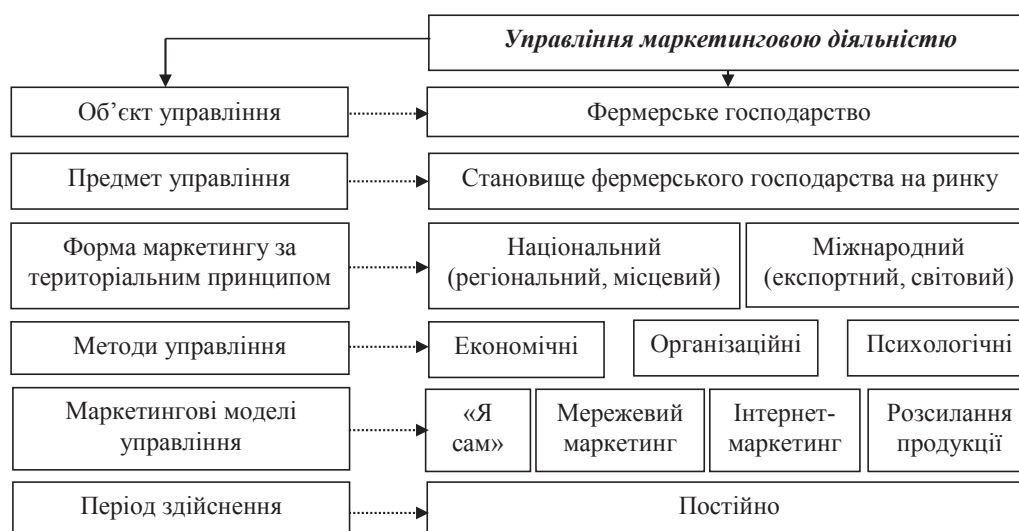 Управління маркетинговою діяльністю
Об’єкт управління
Фермерське господарство
Предмет управління
Становище фермерського господарства на ринку
Форма маркетингу за
територіальним принципом
Національний
(регіональний, місцевий)
Міжнародний
(експортний, світовий)
Методи управління
Економічні
Організаційні
Психологічні
Маркетингові моделі
управління
«Я
сам»
Мережевий
маркетинг
Інтернет-
маркетинг
Розсилання
продукції
Період здійснення
Постійно